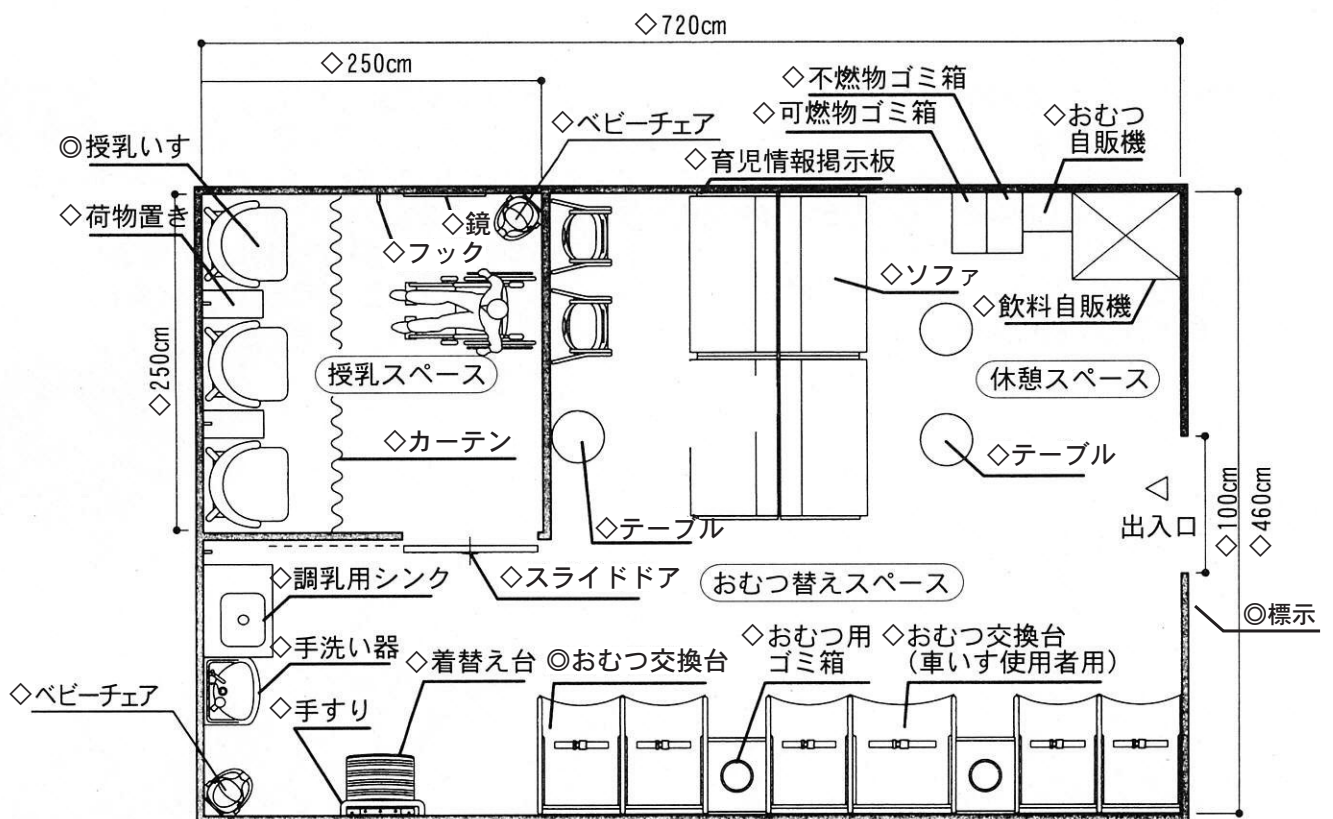 ◇720cm
◇250cm
◇不燃物ゴミ箱
◇可燃物ゴミ箱
◇おむつ
自販機
◇ベビーチェア
◎授乳いす
◇育児情報掲示板
◇荷物置き
◇鏡
◇フック
◇ソファ
◇飲料自販機
◇250cm
授乳スペース
休憩スペース
◇カーテン
◇テーブル
◇テーブル
出入口
◇100cm
◇460cm
◇調乳用シンク
◇スライドドア
おむつ替えスペース
◎標示
◇手洗い器
◇着替え台
◎おむつ交換台
◇おむつ用
ゴミ箱
◇おむつ交換台
(車いす使用者用)
◇ベビーチェア
◇手すり